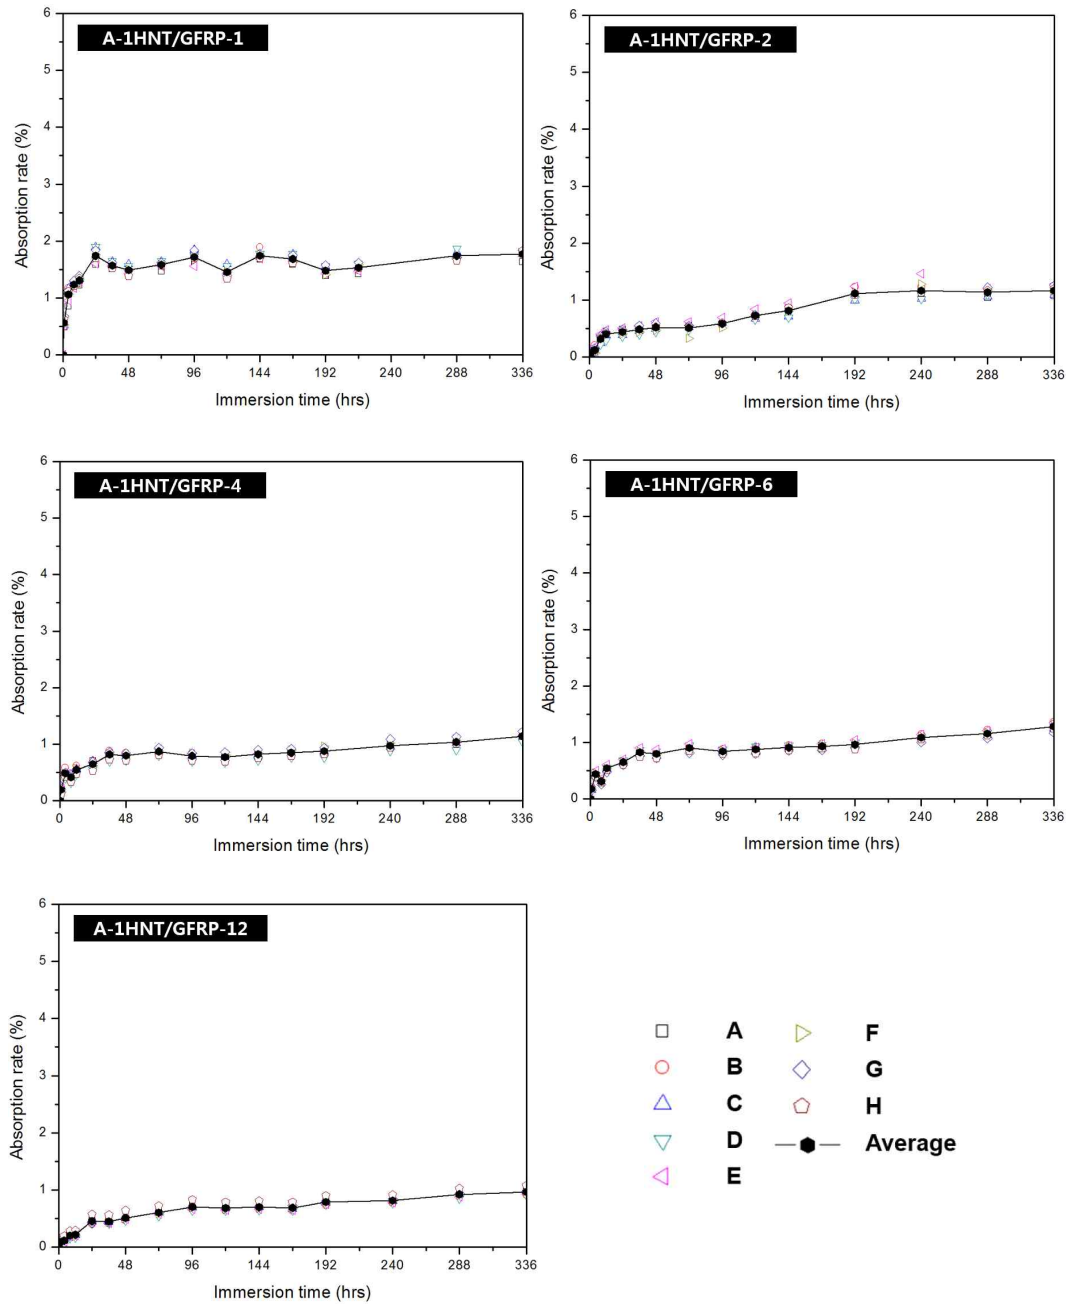 A-1HNT/GFRP-1
Absorption rate (%)
6
5
4
3
2
1
0
0 48 96 144 192 240 288 336
Immersion time (hrs)
A-1HNT/GFRP-2
Absorption rate (%)
6
5
4
3
2
1
0
0 48 96 144 192 240 288 336
Immersion time (hrs)
A-1HNT/GFRP-4
Absorption rate (%)
6
5
4
3
2
1
0
0 48 96 144 192 240 288 336
Immersion time (hrs)
A-1HNT/GFRP-6
Absorption rate (%)
6
5
4
3
2
1
0
0 48 96 144 192 240 288 336
Immersion time (hrs)
A-1HNT/GFRP-12
Absorption rate (%)
6
5
4
3
2
1
0
0 48 96 144 192 240 288 336
Immersion time (hrs)
A
B
C
D
E
F
G
H
Average